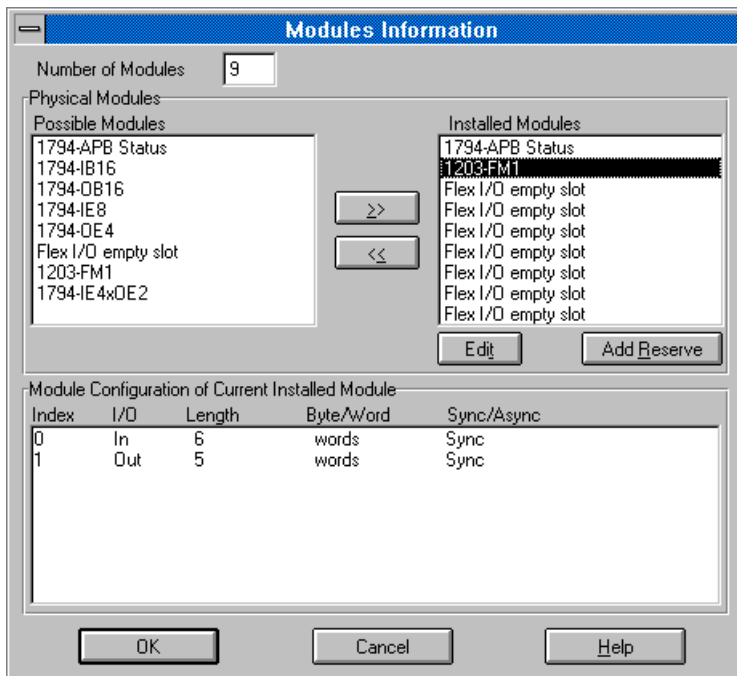 Modules Information
Number of Modules 9
Physical Modules
Possible Modules
1794-APB Status
1794-IB16
1794-OB16
1794-IE8
1794-OE4
Flex I/O empty slot
1203-FM1
1794-IE4xOE2
>>
<<
Installed Modules
1794-APB Status
1203-FM1
Flex I/O empty slot
Flex I/O empty slot
Flex I/O empty slot
Flex I/O empty slot
Flex I/O empty slot
Flex I/O empty slot
Flex I/O empty slot
Edit Add Reserve
Module Configuration of Current Installed Module
Index I/O Length Byte/Word Sync/Async
0 In 6 words Sync
1 Out 5 words Sync
OK Cancel Help